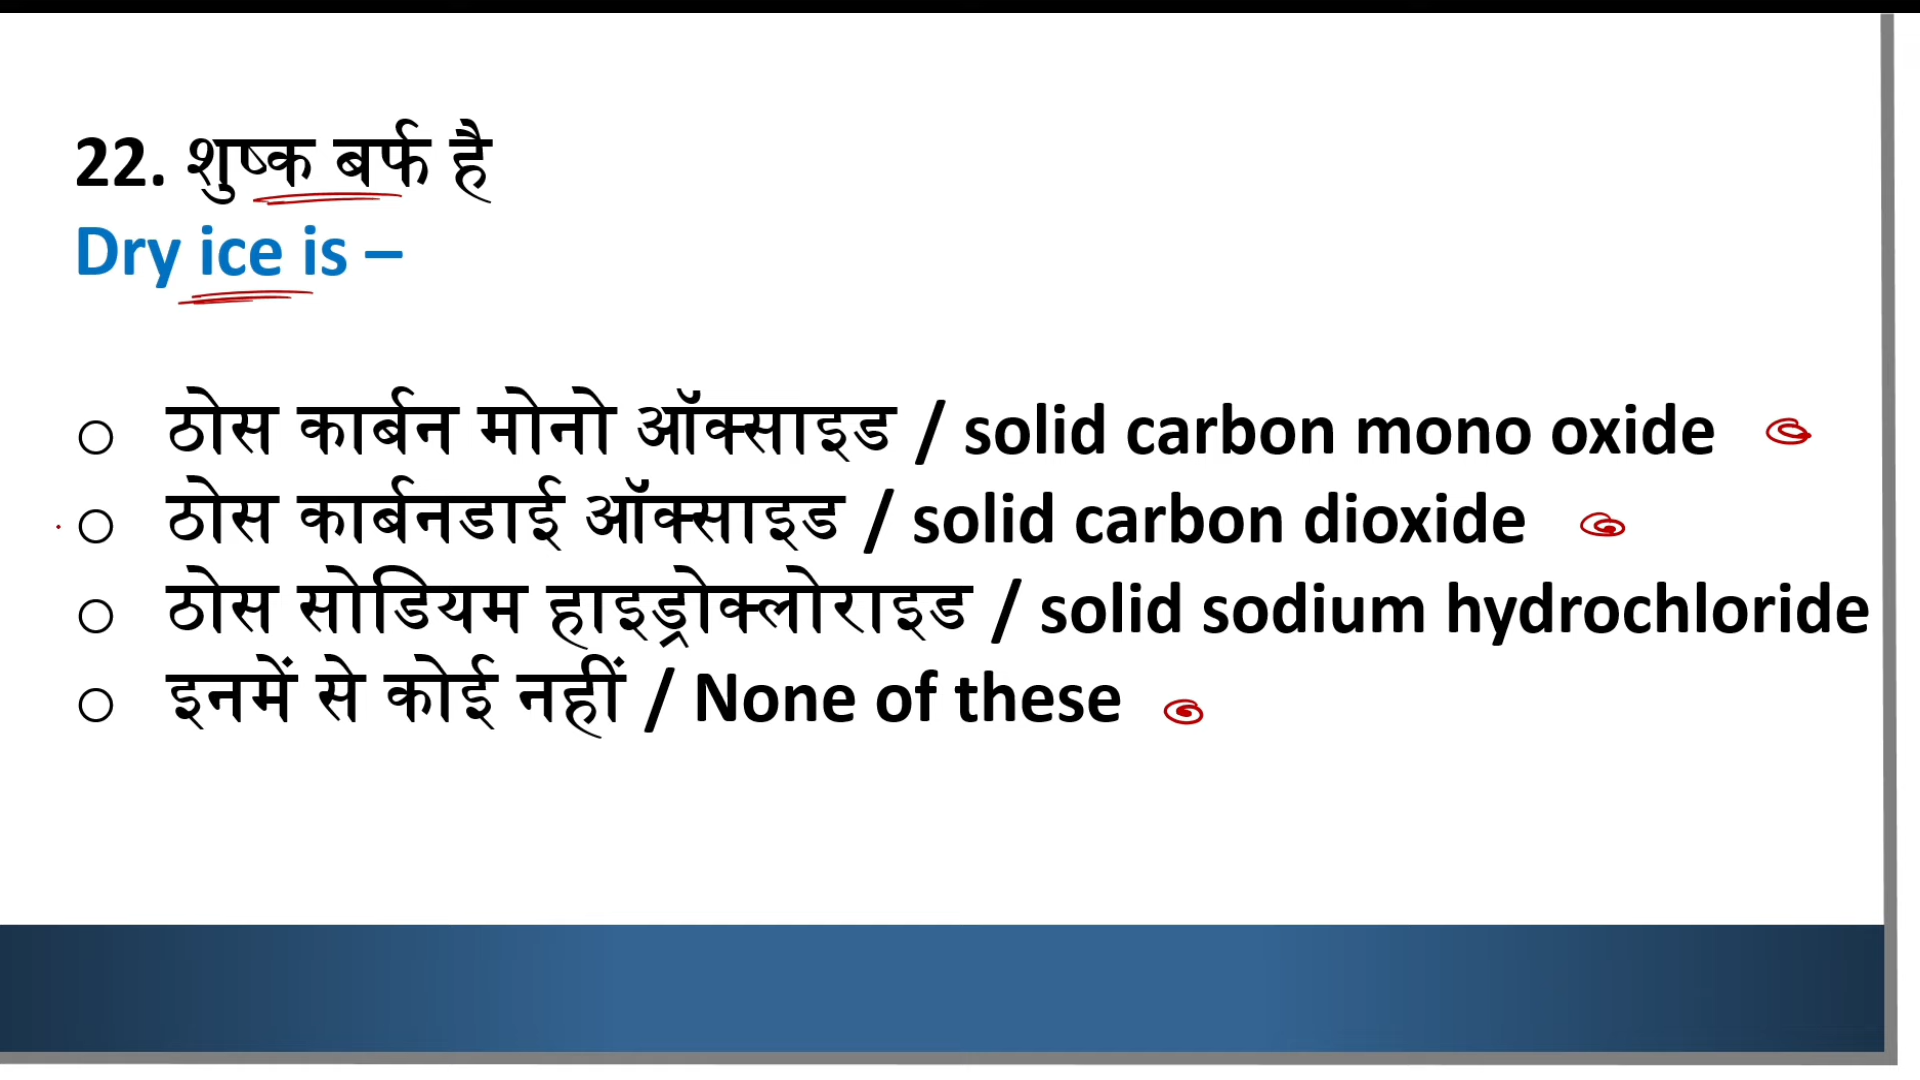 22. शुष्क बर्फ है
Dry ice is –
○ ठोस कार्बन मोनो ऑक्साइड / solid carbon mono oxide
○ ठोस कार्बनडाई ऑक्साइड / solid carbon dioxide
○ ठोस सोडियम हाइड्रोक्लोराइड / solid sodium hydrochloride
○ इनमें से कोई नहीं / None of these